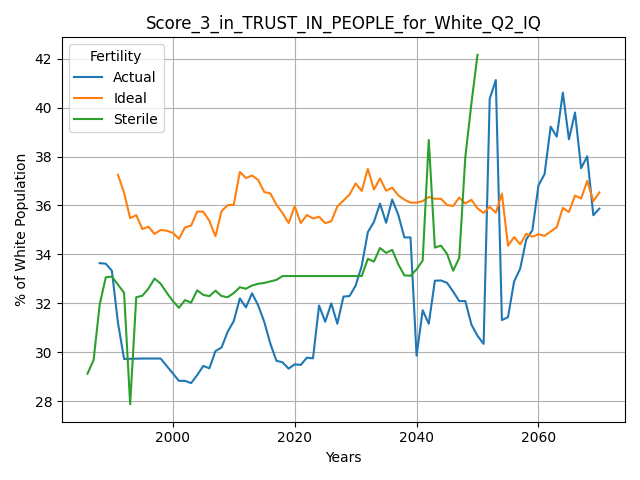 Score_3_in_TRUST_IN_PEOPLE_for_White_Q2_IQ
Fertility
Actual
Ideal
Sterile
% of White Population
42
40
38
36
34
32
30
28
2000
2020
2040
2060
Years